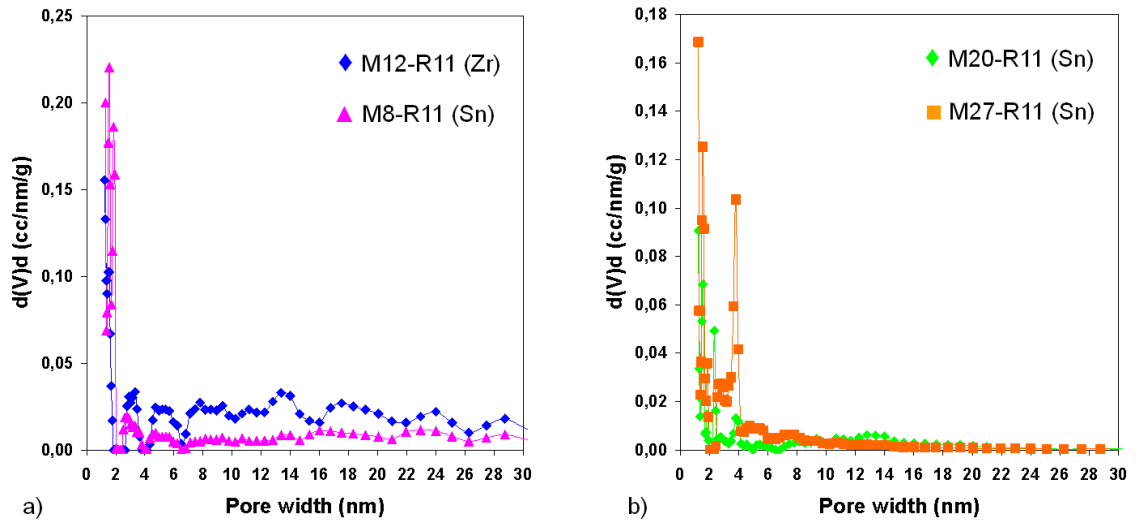 0,25
0,20
0,15
0,10
0,05
0,00
d(V)d (cc/nm/g)
M12-R11 (Zr)
M8-R11 (Sn)
0 2 4 6 8 10 12 14 16 18 20 22 24 26 28 30
Pore width (nm)
a)
0,18
0,16
0,14
0,12
0,10
0,08
0,06
0,04
0,02
0,00
d(V)d (cc/nm/g)
M20-R11 (Sn)
M27-R11 (Sn)
0 2 4 6 8 10 12 14 16 18 20 22 24 26 28 30
Pore width (nm)
b)